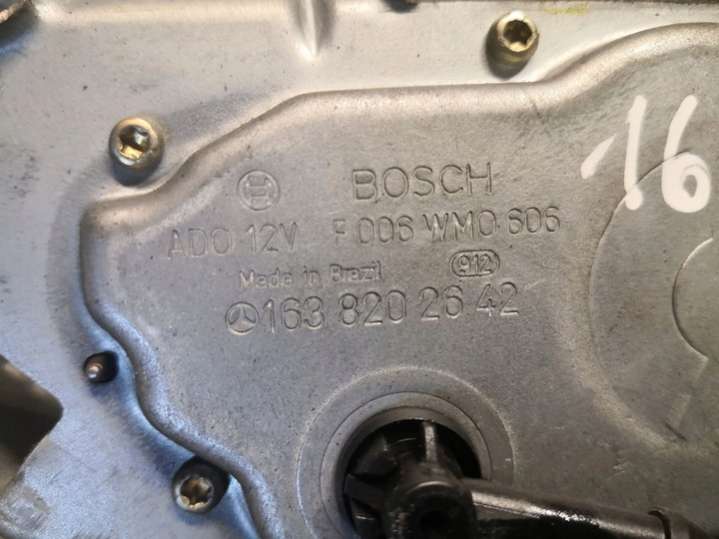 BOSCH
ADO 12V F 006 WM0 606
Made in Brazil 912
163 820 26 42
16